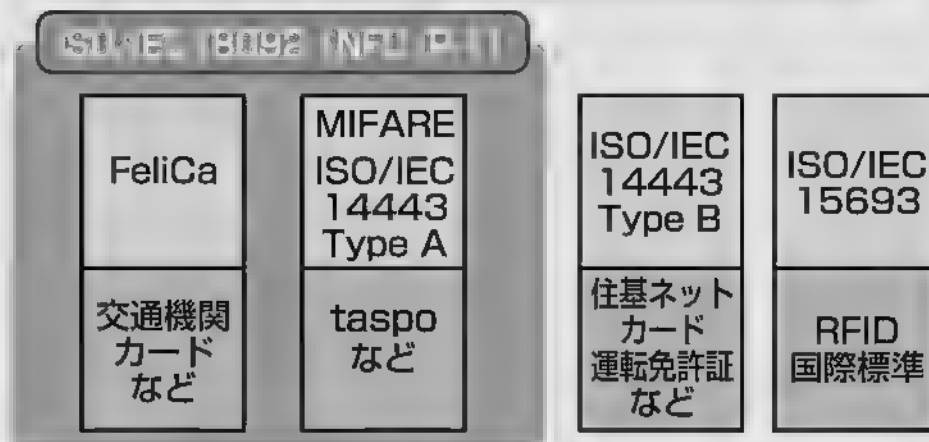 FeliCa
MIFARE
ISO/IEC
14443
Type A
ISO/IEC
14443
Type B
ISO/IEC
15693
交通機関
カード
など
taspo
など
住基ネット
カード
運転免許証
など
RFID
国際標準